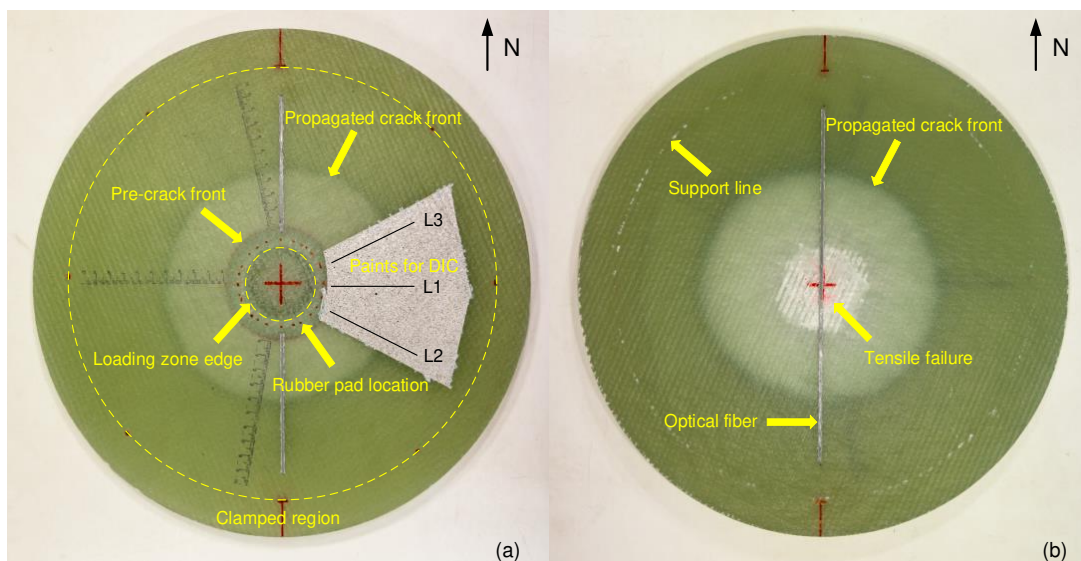 N
Propagated crack front
Pre-crack front
L3
Paints for DIC
L1
L2
Loading zone edge
Rubber pad location
Clamped region
(a)
N
Propagated crack front
Support line
Tensile failure
Optical fiber
(b)